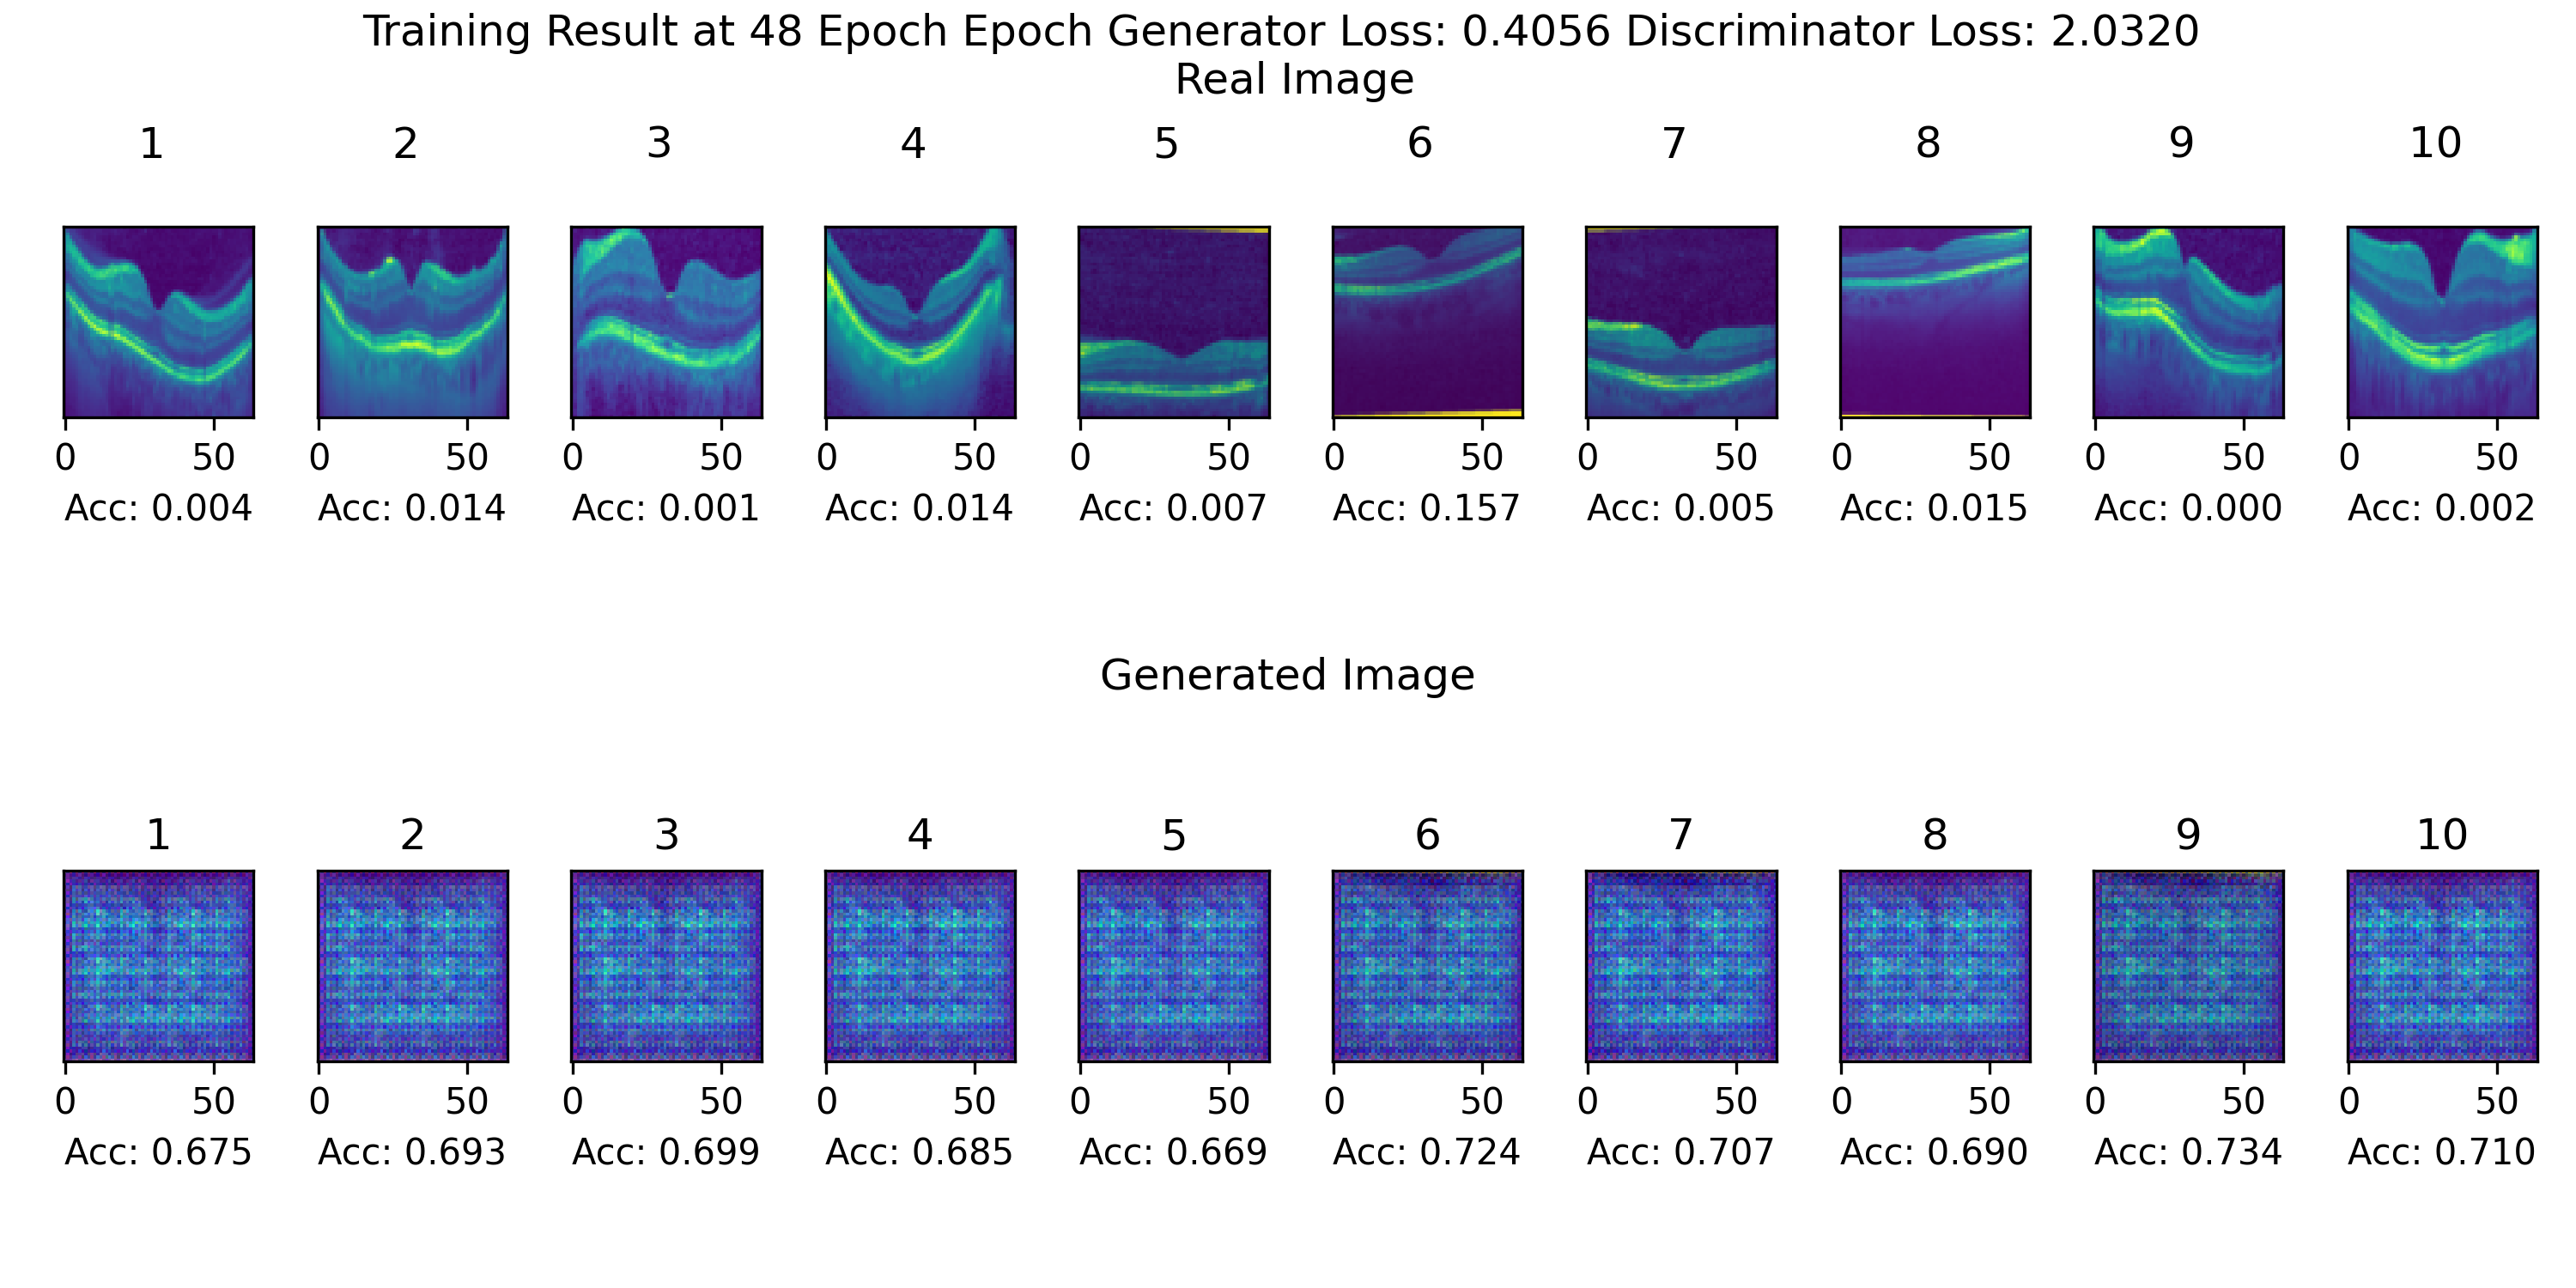 Training Result at 48 Epoch Epoch Generator Loss: 0.4056 Discriminator Loss: 2.0320
Real Image
1 2 3 4 5 6 7 8 9 10
0 50 0 50 0 50 0 50 0 50 0 50 0 50 0 50 0 50 0 50
Acc: 0.004 Acc: 0.014 Acc: 0.001 Acc: 0.014 Acc: 0.007 Acc: 0.157 Acc: 0.005 Acc: 0.015 Acc: 0.000 Acc: 0.002
Generated Image
1 2 3 4 5 6 7 8 9 10
0 50 0 50 0 50 0 50 0 50 0 50 0 50 0 50 0 50 0 50
Acc: 0.675 Acc: 0.693 Acc: 0.699 Acc: 0.685 Acc: 0.669 Acc: 0.724 Acc: 0.707 Acc: 0.690 Acc: 0.734 Acc: 0.710